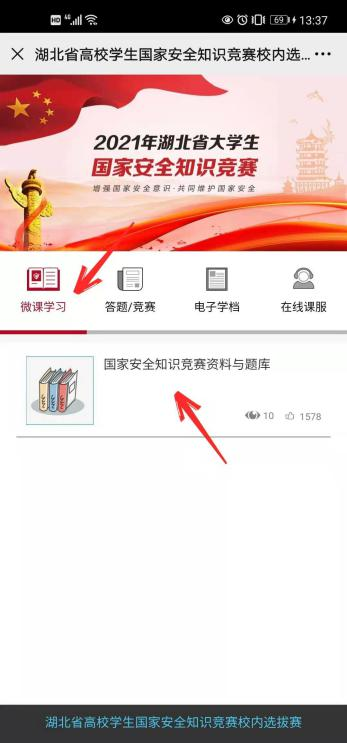 HD 4G 69 13:37
湖北省高校学生国家安全知识竞赛校内选...
2021年湖北省大学生
国家安全知识竞赛
增强国家安全意识·共同维护国家安全
微课学习 答题/竞赛 电子学档 在线课服
国家安全知识竞赛资料与题库
10 1578
湖北省高校学生国家安全知识竞赛校内选拔赛